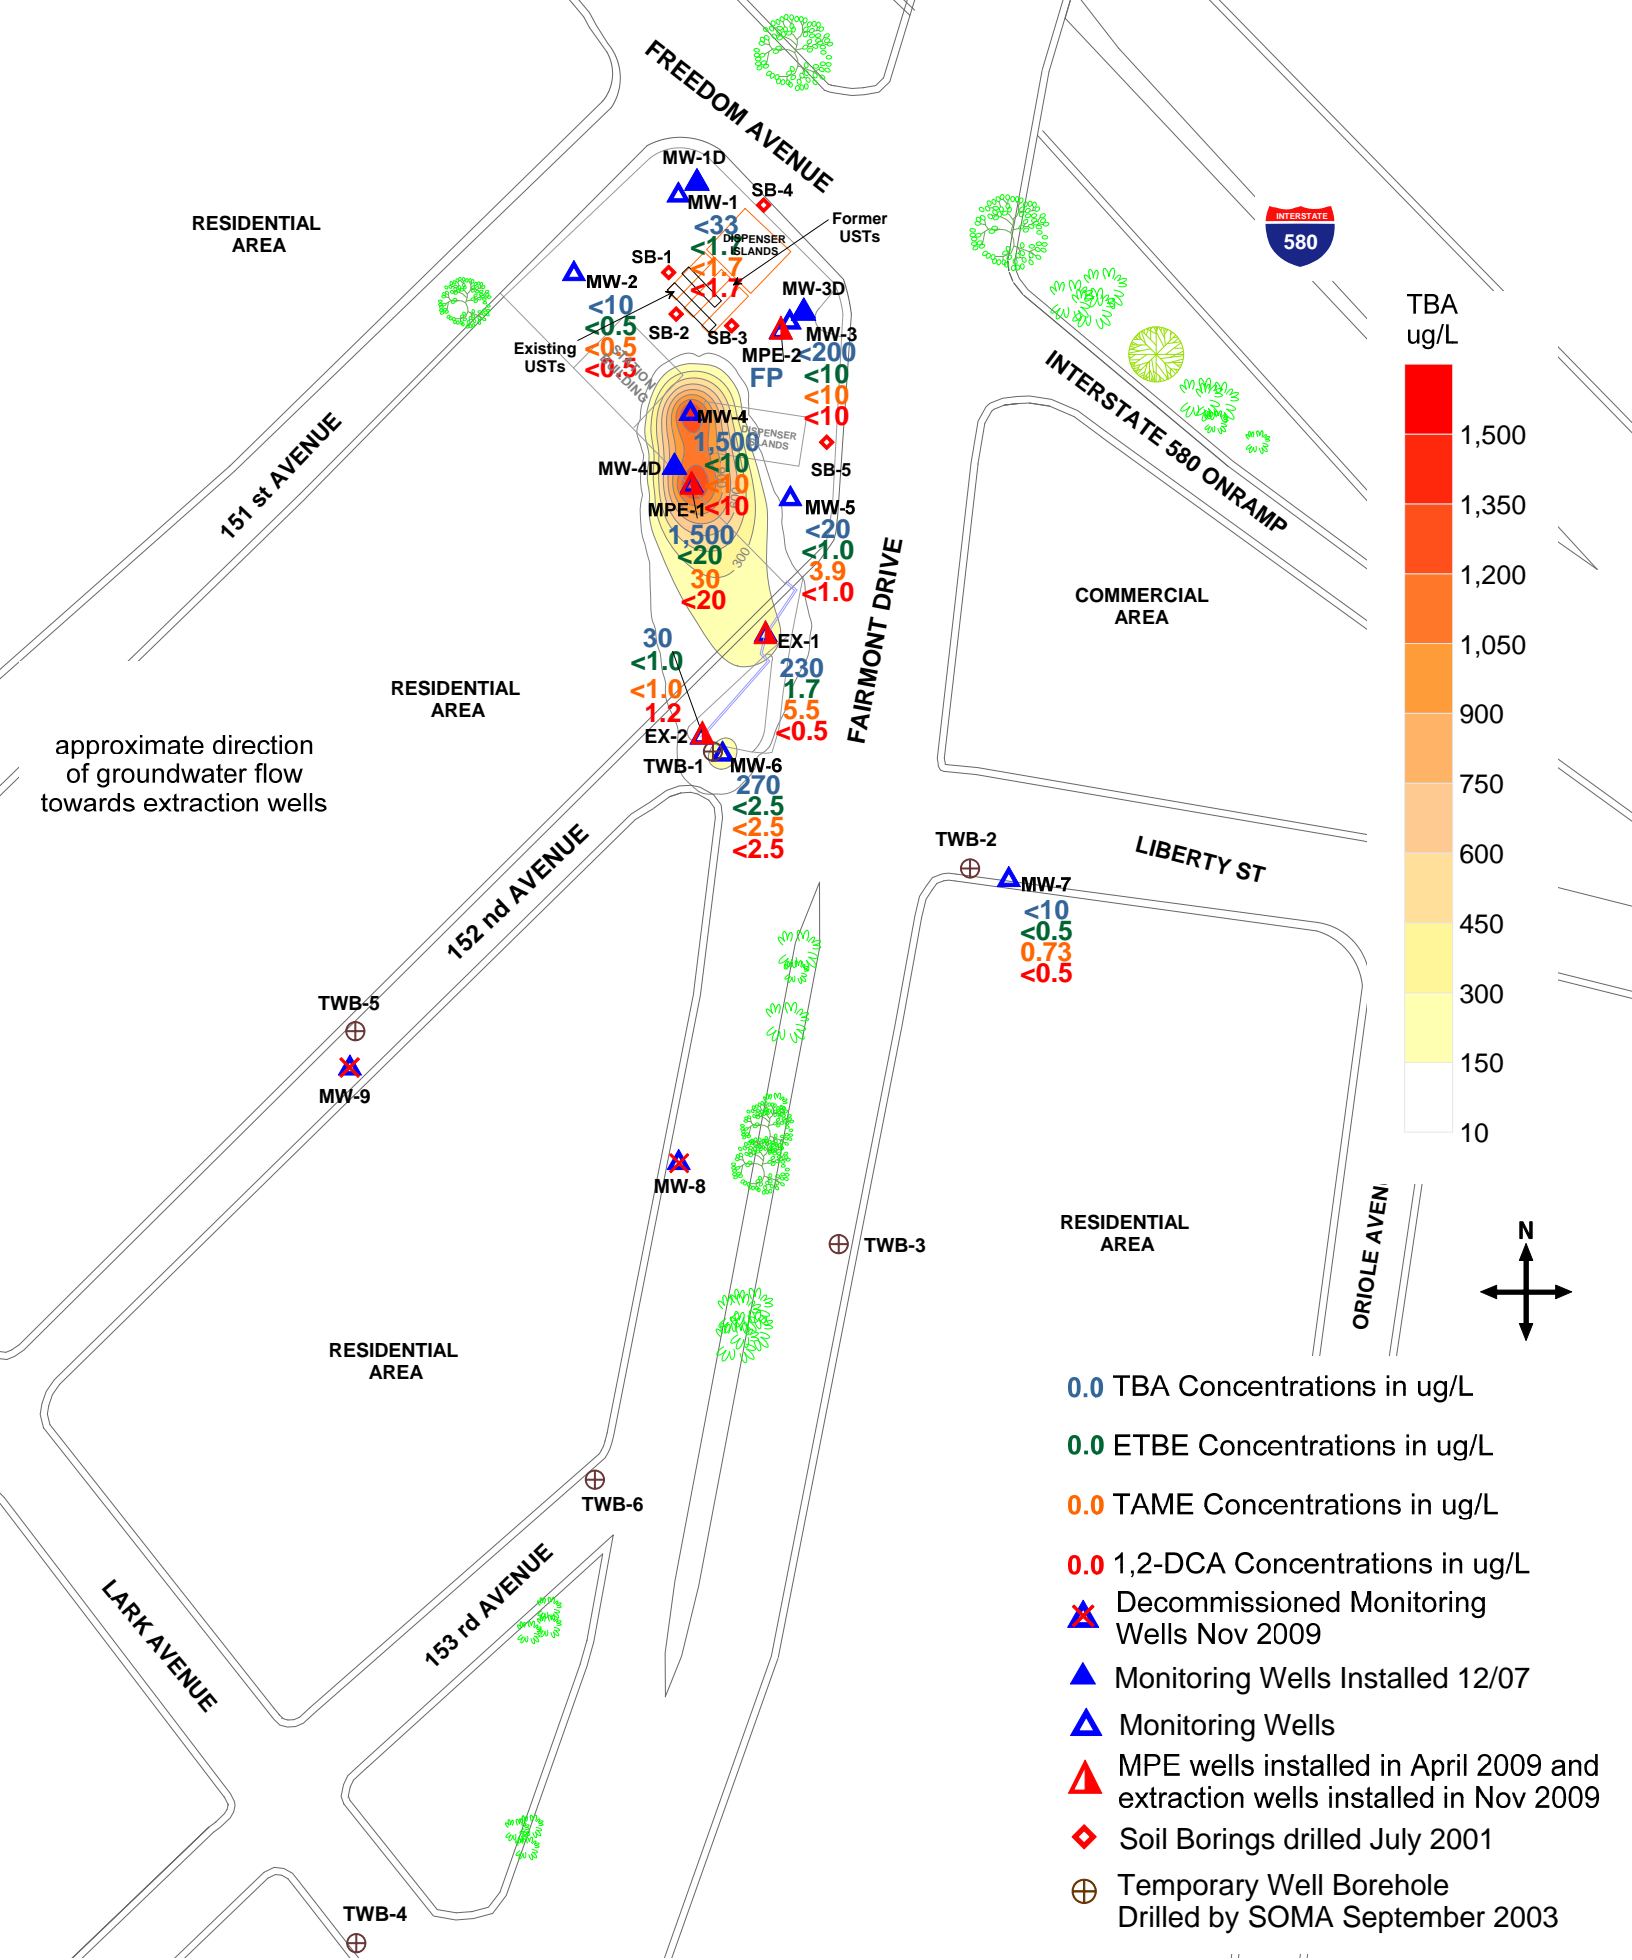 FREEDOM AVENUE
MW-1D
MW-1
SB-4
<33
<1.7
<1.7
<1.7
DISPENSER
ISLANDS
Former
USTs
RESIDENTIAL
AREA
INTERSTATE
580
SB-1
MW-2
<10
<0.5
<0.5
<0.5
SB-2
SB-3
Existing
USTs
STATION
BUILDING
MW-3D
MW-3
MPE-2
<200
FP
<10
<10
<10
TBA
ug/L
1,500
1,350
1,200
1,050
900
750
600
450
300
150
10
INTERSTATE 580 ONRAMP
151 st AVENUE
MW-4
1,500
<10
<10
<10
DISPENSER
ISLANDS
SB-5
MW-4D
MPE-1
1,500
<20
30
<20
600
300
MW-5
<20
<1.0
3.9
<1.0
FAIRMONT DRIVE
COMMERCIAL
AREA
30
<1.0
<1.0
1.2
EX-1
230
1.7
5.5
<0.5
RESIDENTIAL
AREA
EX-2
TWB-1
MW-6
270
<2.5
<2.5
<2.5
approximate direction
of groundwater flow
towards extraction wells
152 nd AVENUE
TWB-2
LIBERTY ST
MW-7
<10
<0.5
0.73
<0.5
TWB-5
MW-9
MW-8
TWB-3
RESIDENTIAL
AREA
ORIOLE AVEN
N
RESIDENTIAL
AREA
TWB-6
LARK AVENUE
153 rd AVENUE
TWB-4
0.0 TBA Concentrations in ug/L
0.0 ETBE Concentrations in ug/L
0.0 TAME Concentrations in ug/L
0.0 1,2-DCA Concentrations in ug/L
Decommissioned Monitoring
Wells Nov 2009
Monitoring Wells Installed 12/07
Monitoring Wells
MPE wells installed in April 2009 and
extraction wells installed in Nov 2009
Soil Borings drilled July 2001
Temporary Well Borehole
Drilled by SOMA September 2003